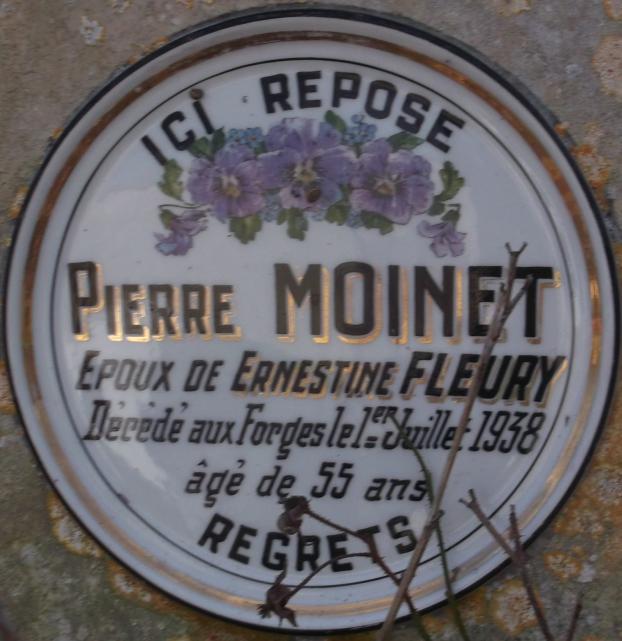 ICI REPOSE
PIERRE MOINET
EPOUX DE ERNESTINE FLEURY
Décédé aux Forges le 1er Juillet 1938
âgé de 55 ans
REGRETS